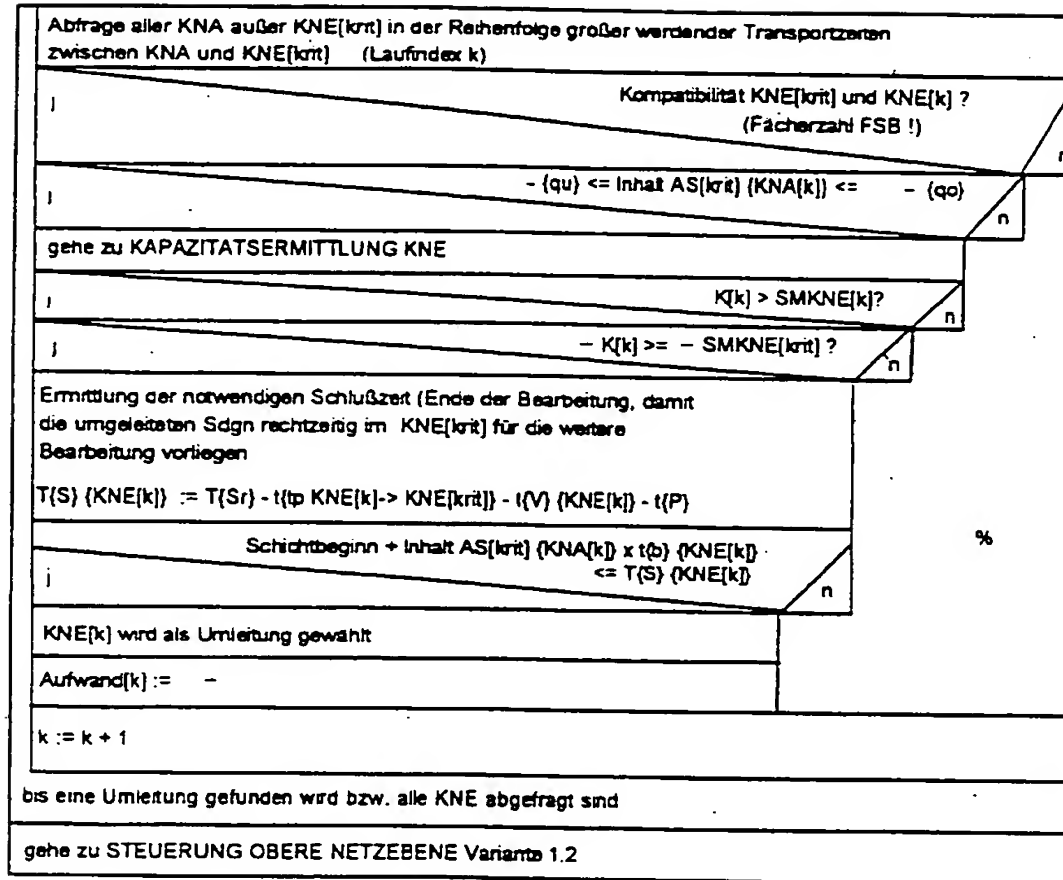 Abfrage aller KNA außer KNE[krit] in der Reihenfolge großer werdender Transportzeiten
zwischen KNA und KNE[krit] (Laufindex k)
Kompatibilität KNE[krit] und KNE[k] ?
j
(Fächerzahl FSB !)
n
- {qu} <= Inhalt AS[krit] {KNA[k]} <= - {qo}
j
n
gehe zu KAPAZITATSERMITTLUNG KNE
K[k] > SMKNE[k]?
j
n
- K[k] >= - SMKNE[krit] ?
j
n
Ermittlung der notwendigen Schlußzeit (Ende der Bearbeitung, damit
die umgeleiteten Sdgn rechtzeitig im KNE[krit] für die weitere
Bearbeitung vorliegen
T{S} {KNE[k]} := T{Sr} - t{tp KNE[k]-> KNE[krit]} - t{V} {KNE[k]} - t{P}
%
Schichtbeginn + Inhalt AS[krit] {KNA[k]} x t{b} {KNE[k]}
<= T{S} {KNE[k]}
j
n
KNE[k] wird als Umleitung gewählt
Aufwand[k] := -
k := k + 1
bis eine Umleitung gefunden wird bzw. alle KNE abgefragt sind
gehe zu STEUERUNG OBERE NETZEBENE Variante 1.2